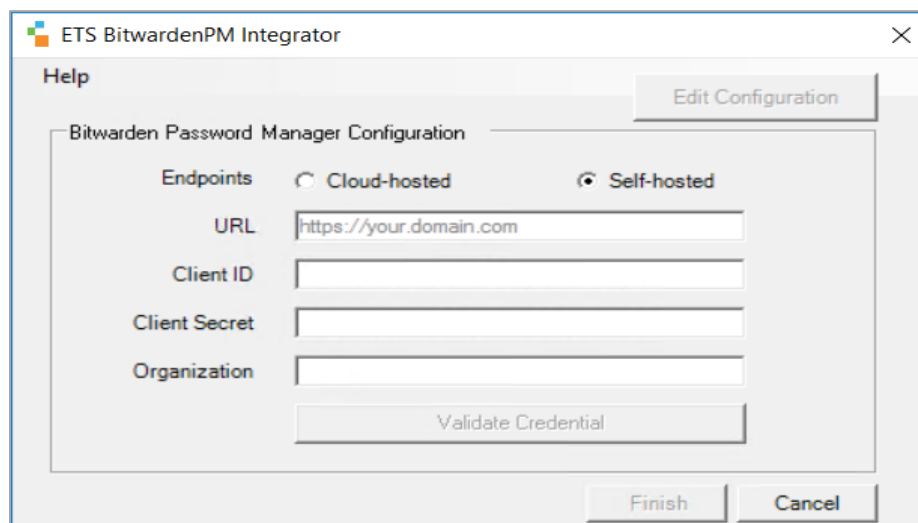 ETS BitwardenPM Integrator
Help
Edit Configuration
Bitwarden Password Manager Configuration
Endpoints Cloud-hosted Self-hosted
URL https://your.domain.com
Client ID
Client Secret
Organization
Validate Credential
Finish Cancel